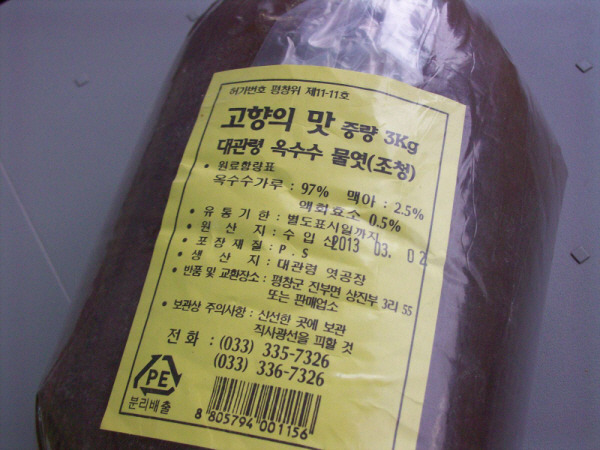 허가번호 평창위 제11-11호
고향의 맛 중량 3Kg
대관령 옥수수 물엿(조청)
• 원료함량표
옥수수가루 : 97% 맥아 : 2.5%
액화효소 0.5%
• 유통기한 : 별도표시일까지
• 원산지 : 수입산 2013 03. 02
• 포장재질 : P.S
• 생산지 : 대관령 엿공장
• 반품 및 교환장소 : 평창군 진부면 상진부 3리 55
또는 판매업소
• 보관상 주의사항 : 신선한 곳에 보관
직사광선을 피할 것
전화 : (033) 335-7326
(033) 336-7326
PE
분리배출
8 805794 001156